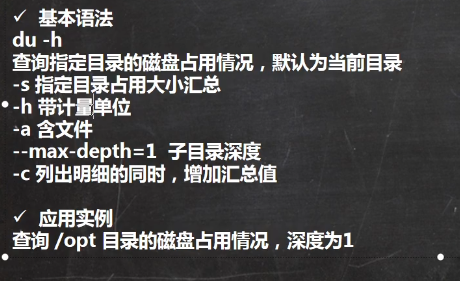 ✓ 基本语法
du -h
查询指定目录的磁盘占用情况，默认为当前目录
-s 指定目录占用大小汇总
-h 带计量单位
-a 含文件
--max-depth=1 子目录深度
-c 列出明细的同时，增加汇总值
✓ 应用实例
查询 /opt 目录的磁盘占用情况，深度为1